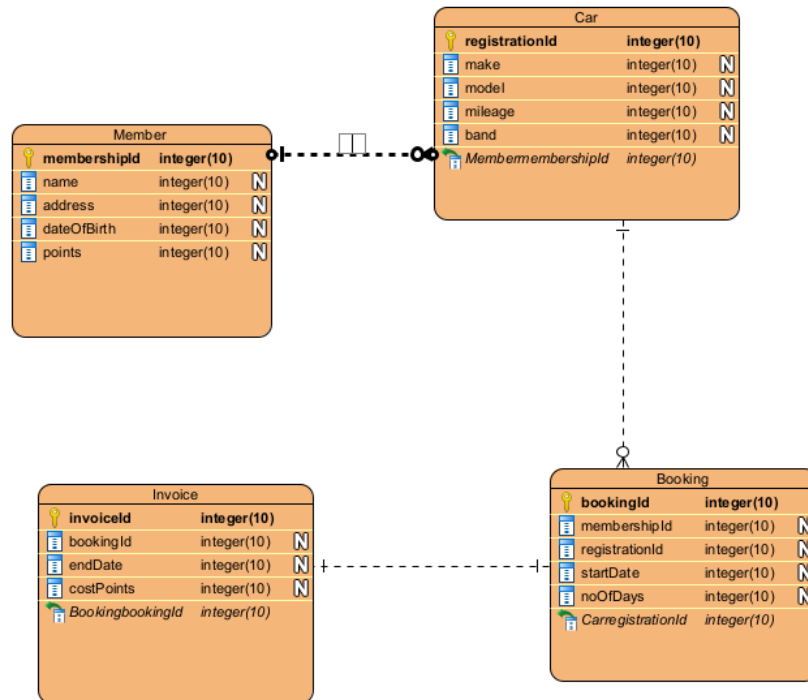 Car
registrationId integer(10)
make integer(10) N
model integer(10) N
mileage integer(10) N
band integer(10) N
MembermembershipId integer(10)
Member
membershipId integer(10)
name integer(10) N
address integer(10) N
dateOfBirth integer(10) N
points integer(10) N
Booking
bookingId integer(10)
membershipId integer(10) N
registrationId integer(10) N
startDate integer(10) N
noOfDays integer(10) N
CarregistrationId integer(10)
Invoice
invoiceId integer(10)
bookingId integer(10) N
endDate integer(10) N
costPoints integer(10) N
BookingbookingId integer(10)